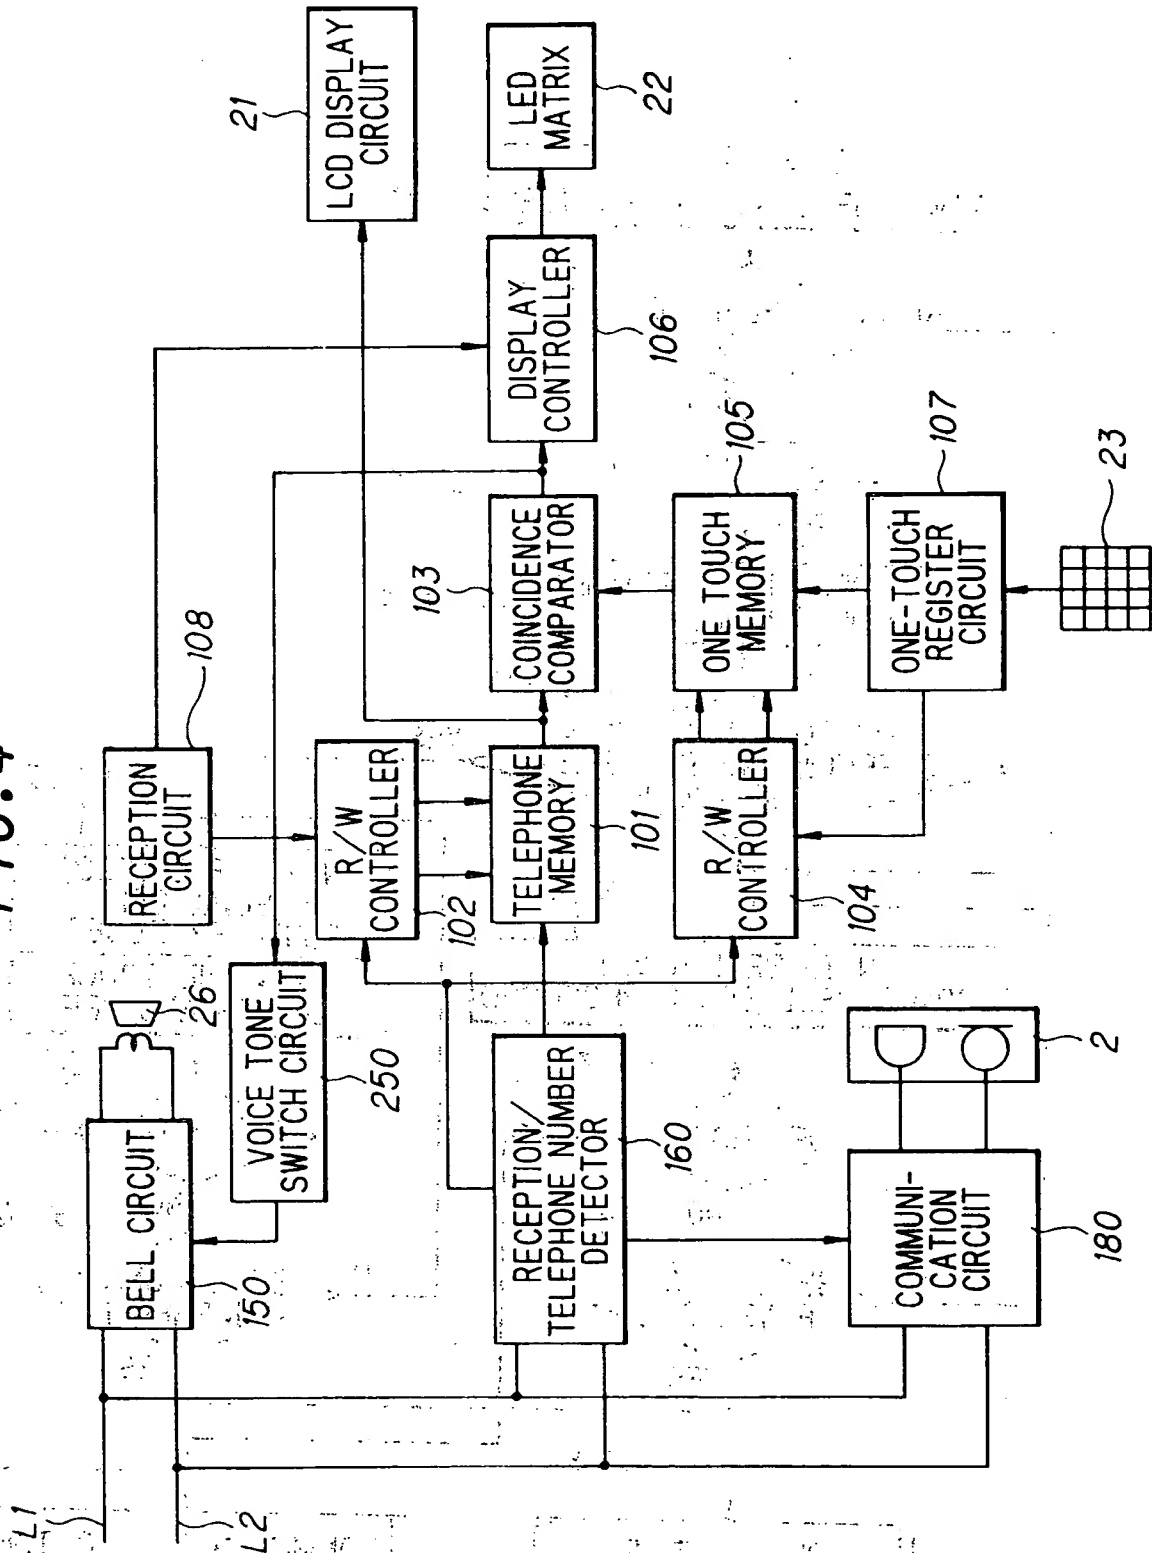 FIG. 4
L1
L2
BELL CIRCUIT
150
26
VOICE TONE
SWITCH CIRCUIT
250
RECEPTION
CIRCUIT
108
R/W
CONTROLLER
102
TELEPHONE
MEMORY
101
COINCIDENCE
COMPARATOR
103
DISPLAY
CONTROLLER
106
LCD DISPLAY
CIRCUIT
21
LED
MATRIX
22
RECEPTION/
TELEPHONE NUMBER
DETECTOR
160
R/W
CONTROLLER
104
ONE TOUCH
MEMORY
105
ONE-TOUCH
REGISTER
CIRCUIT
107
23
COMMUNI-
CATION
CIRCUIT
180
2